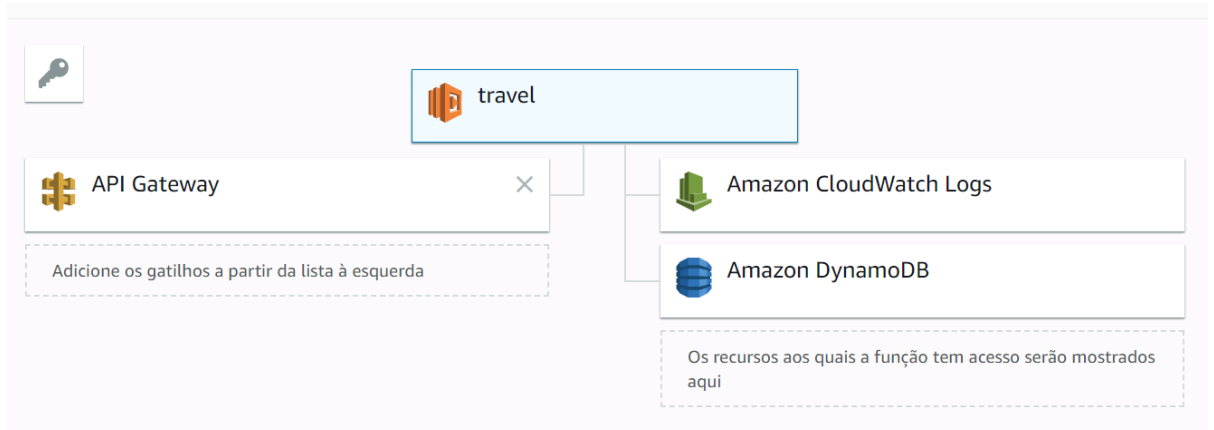 travel
API Gateway
Amazon CloudWatch Logs
Adicione os gatilhos a partir da lista à esquerda
Amazon DynamoDB
Os recursos aos quais a função tem acesso serão mostrados
aqui